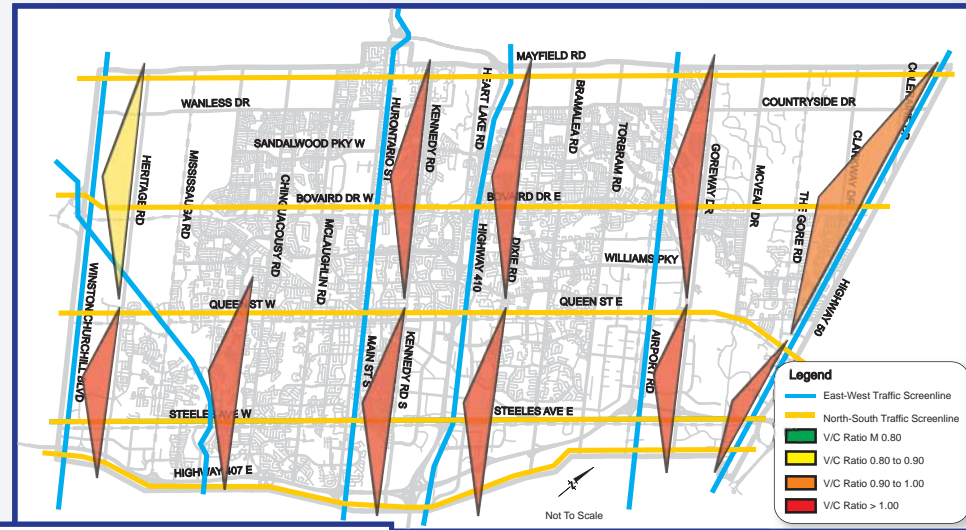 MAYFIELD RD
WANLESS DR
COUNTRYSIDE DR
SANDALWOOD PKY W
HURONTARIO ST
KENNEDY RD
HEART LAKE RD
BRAMALEA RD
TORBRAM RD
GOREWAY DR
MCVEAN DR
THE GORE RD
HERITAGE RD
MISSISSAUGA RD
CHINGUACOUSY RD
MCLAUGHLIN RD
BOVAIRD DR W
BOVAIRD DR E
HIGHWAY 410
DIXIE RD
WILLIAMS PKY
WINSTON CHURCHILL BLVD
QUEEN ST W
QUEEN ST E
HIGHWAY 50
MAIN ST S
KENNEDY RD S
AIRPORT RD
STEELES AVE W
STEELES AVE E
HIGHWAY 407 E
Not To Scale
Legend
East-West Traffic Screenline
North-South Traffic Screenline
V/C Ratio M 0.80
V/C Ratio 0.80 to 0.90
V/C Ratio 0.90 to 1.00
V/C Ratio > 1.00